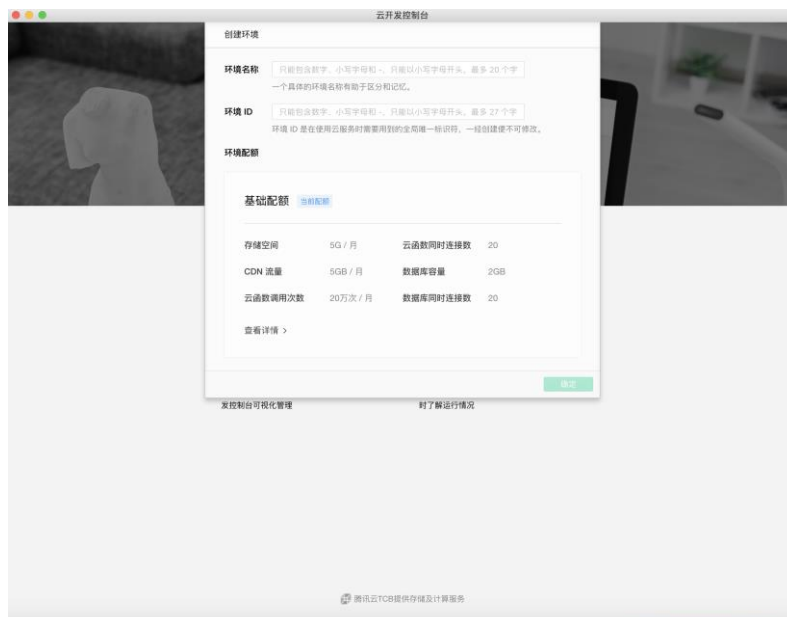 云开发控制台
创建环境
环境名称 只能包含数字、小写字母和 -，只能以小写字母开头，最多 20 个字
一个具体的环境名称有助于区分和记忆。
环境 ID 只能包含数字、小写字母和 -，只能以小写字母开头，最多 27 个字
环境 ID 是在使用云服务时需要用到的全局唯一标识符，一经创建便不可修改。
环境配额
基础配额 当前配额
存储空间 5G / 月 云函数同时连接数 20
CDN 流量 5GB / 月 数据库容量 2GB
云函数调用次数 20万次 / 月 数据库同时连接数 20
查看详情 >
确定
发控制台可视化管理 时了解运行情况
腾讯云TCB提供存储及计算服务